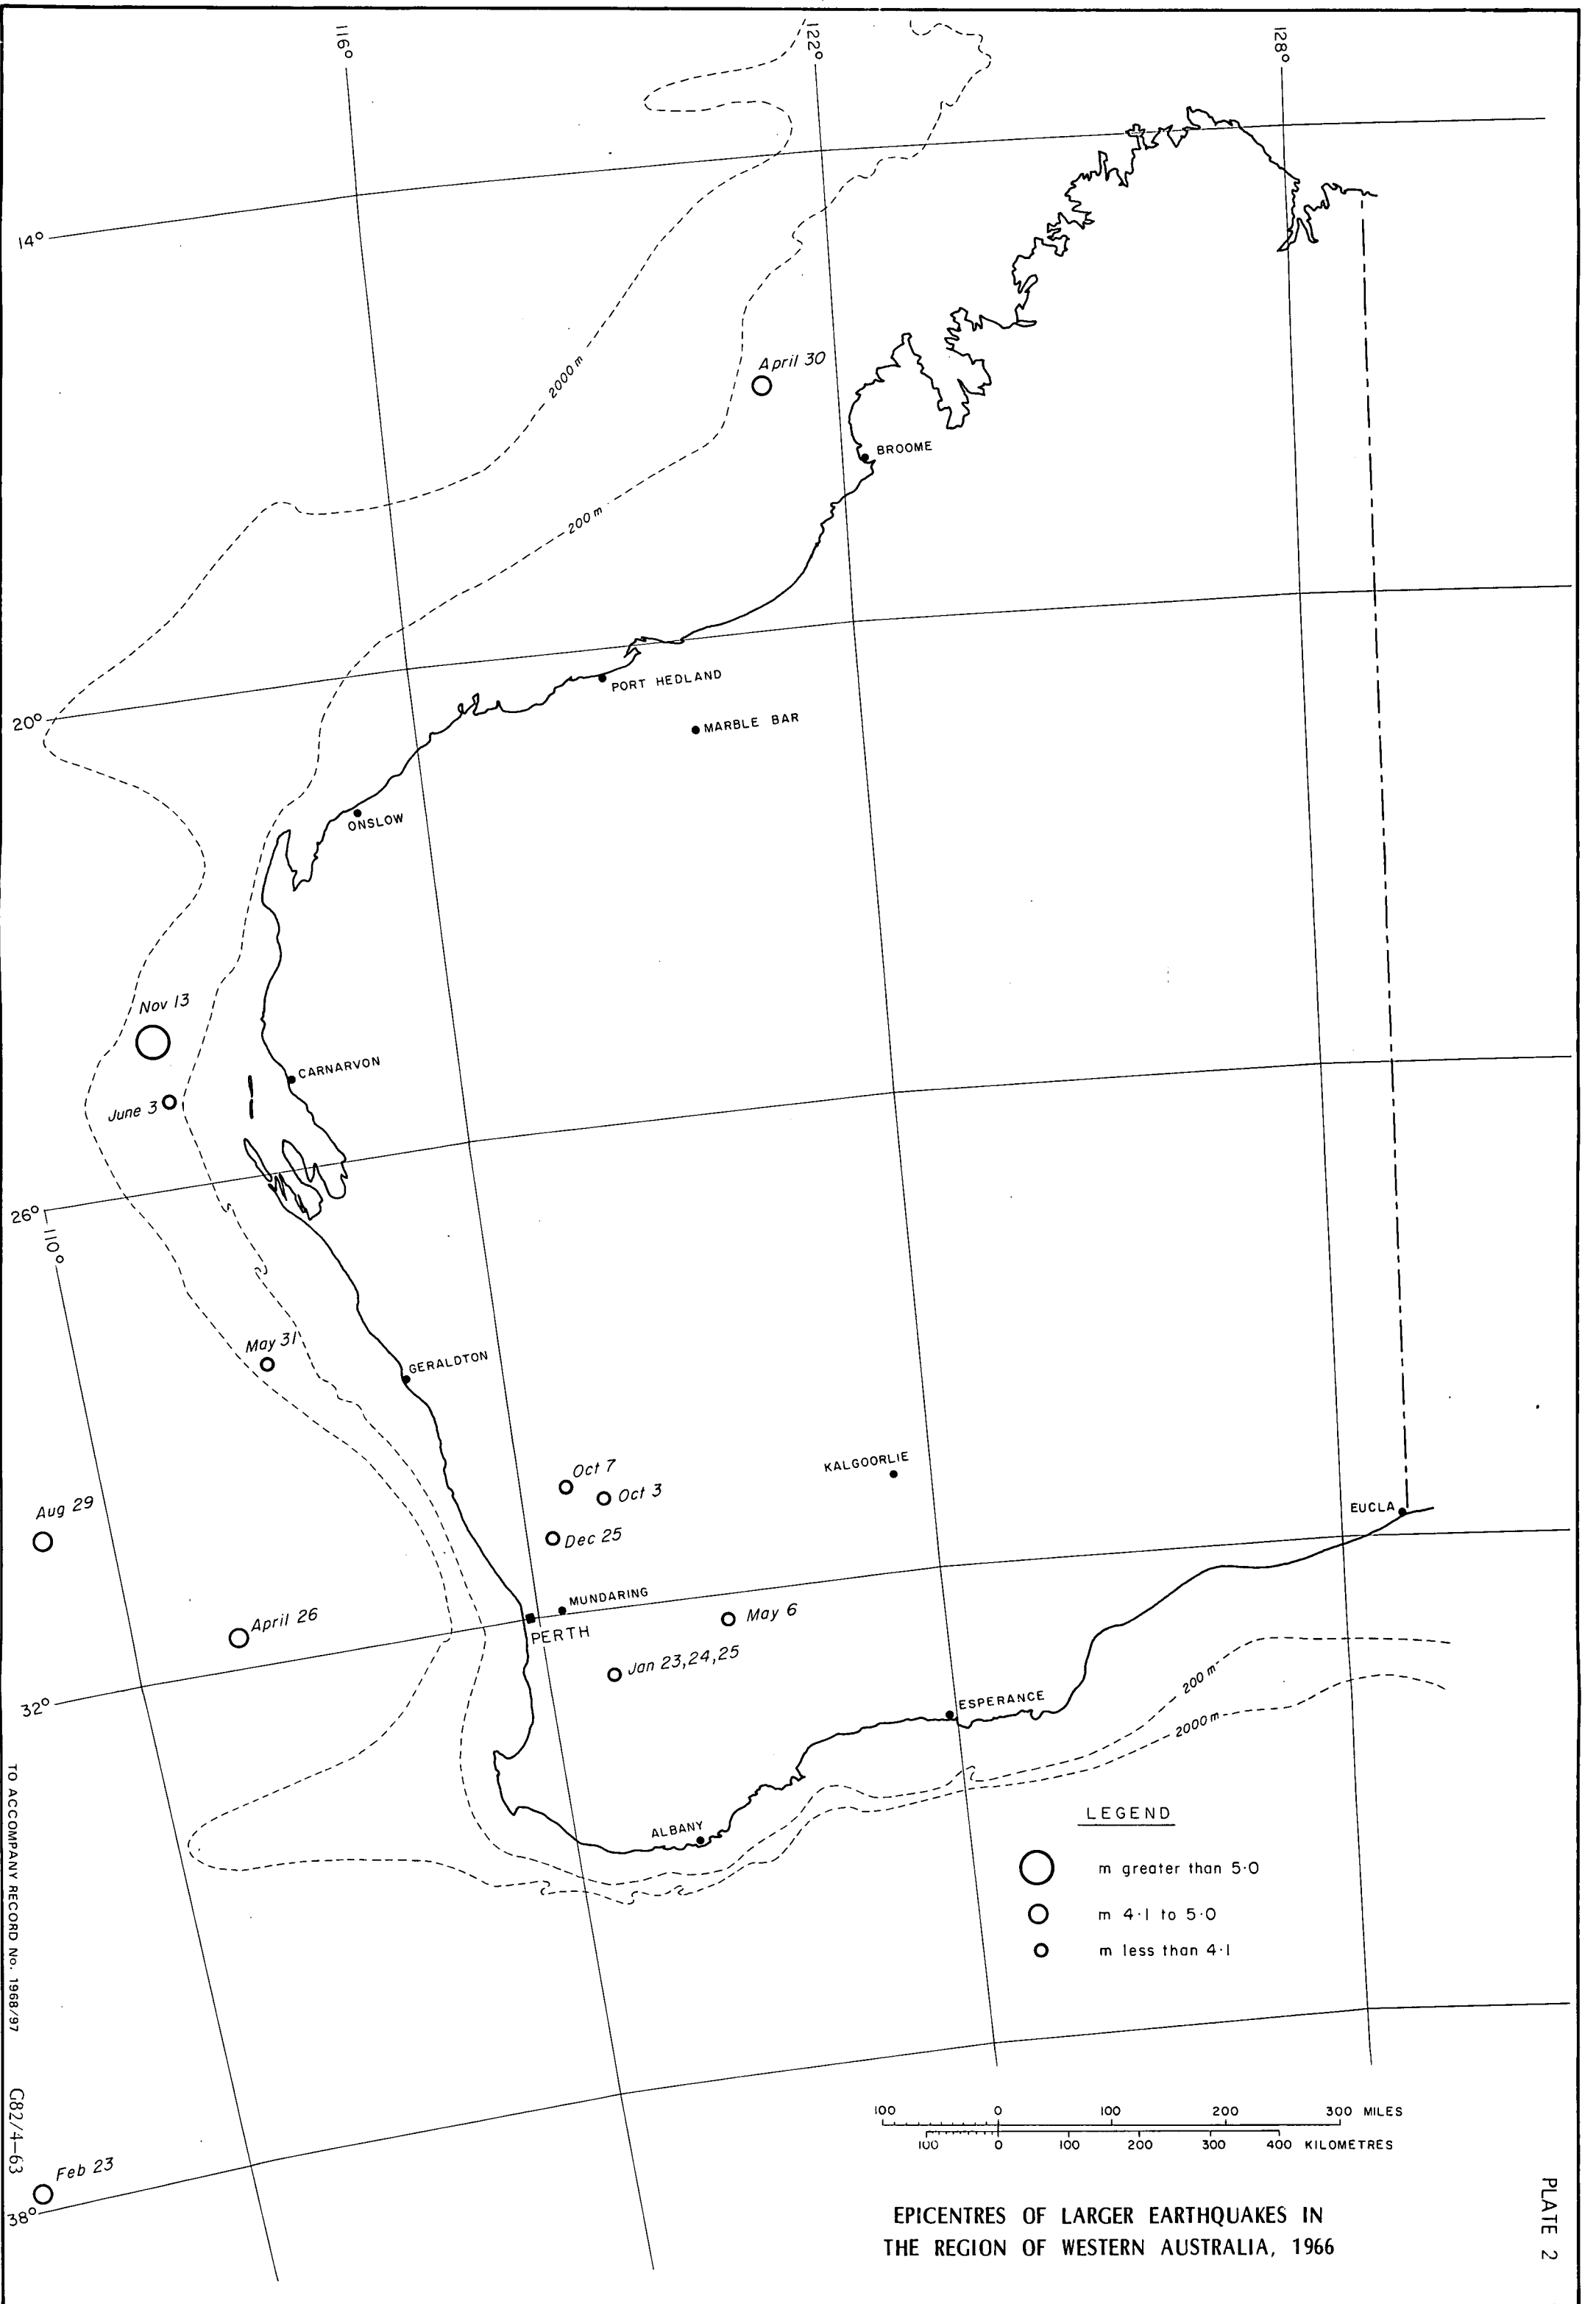 116°
122°
128°
14°
2000 m
April 30
BROOME
200 m
PORT HEDLAND
20°
MARBLE BAR
ONSLOW
Nov 13
CARNARVON
June 3
26°
110°
May 31
GERALDTON
KALGOORLIE
Oct 7
Oct 3
Aug 29
EUCLA
Dec 25
MUNDARING
April 26
May 6
PERTH
Jan 23,24,25
200 m
32°
ESPERANCE
2000 m
ALBANY
LEGEND
m greater than 5·0
m 4·1 to 5·0
m less than 4·1
TO ACCOMPANY RECORD No. 1968/97
G82/4-63
100 0 100 200 300 MILES
100 0 100 200 300 400 KILOMETRES
Feb 23
38°
EPICENTRES OF LARGER EARTHQUAKES IN
THE REGION OF WESTERN AUSTRALIA, 1966
PLATE 2